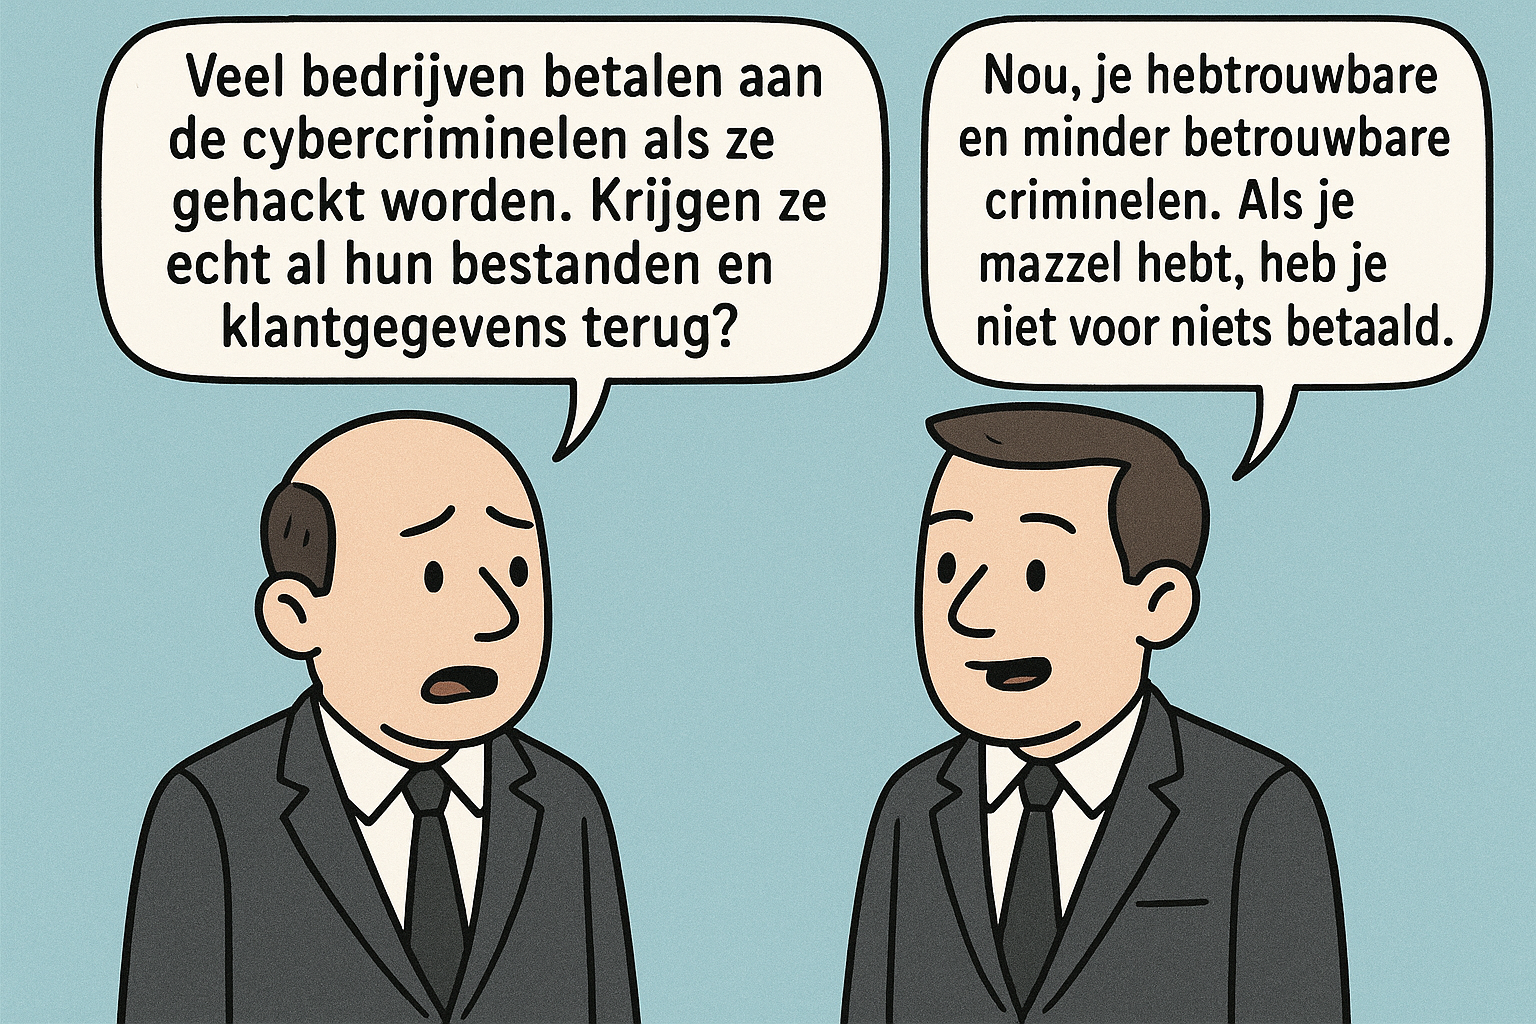 Veel bedrijven betalen aan
de cybercriminelen als ze
gehackt worden. Krijgen ze
echt al hun bestanden en
klantgegevens terug?
Nou, je hebtrouwbare
en minder betrouwbare
criminelen. Als je
mazzel hebt, heb je
niet voor niets betaald.